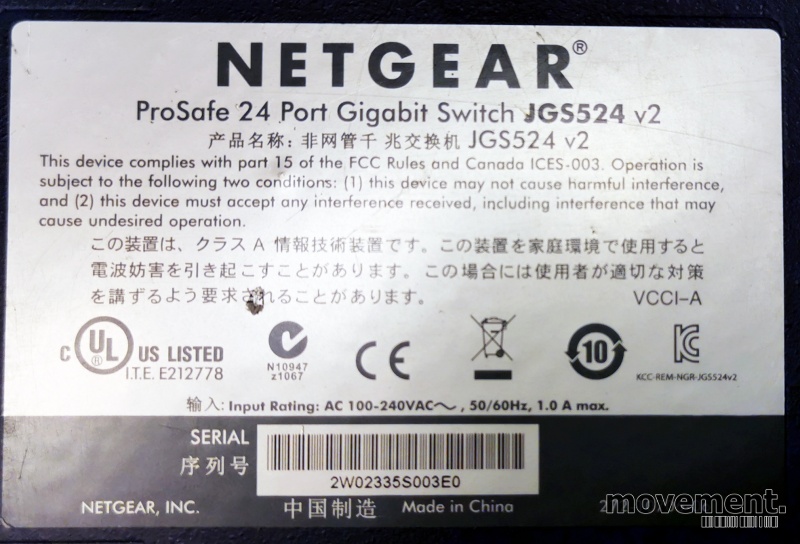 NETGEAR®
ProSafe 24 Port Gigabit Switch JGS524 v2
产品名称: 非网管千 兆交换机 JGS524 v2
This device complies with part 15 of the FCC Rules and Canada ICES-003. Operation is
subject to the following two conditions: (1) this device may not cause harmful interference,
and (2) this device must accept any interference received, including interference that may
cause undesired operation.
この装置は、クラス A 情報技術装置です。この装置を家庭環境で使用すると
電波妨害を引き起こすことがあります。この場合には使用者が適切な対策
を講ずるよう要求されることがあります。 VCCI-A
C UL® US LISTED
I.T.E. E212778
N10947
z1067
CE
10
KCC-REM-NGR-JGS524v2
输入: Input Rating: AC 100-240VAC～, 50/60Hz, 1.0 A max.
SERIAL
序列号
2W02335S003E0
NETGEAR, INC. 中国制造 Made in China
movement.